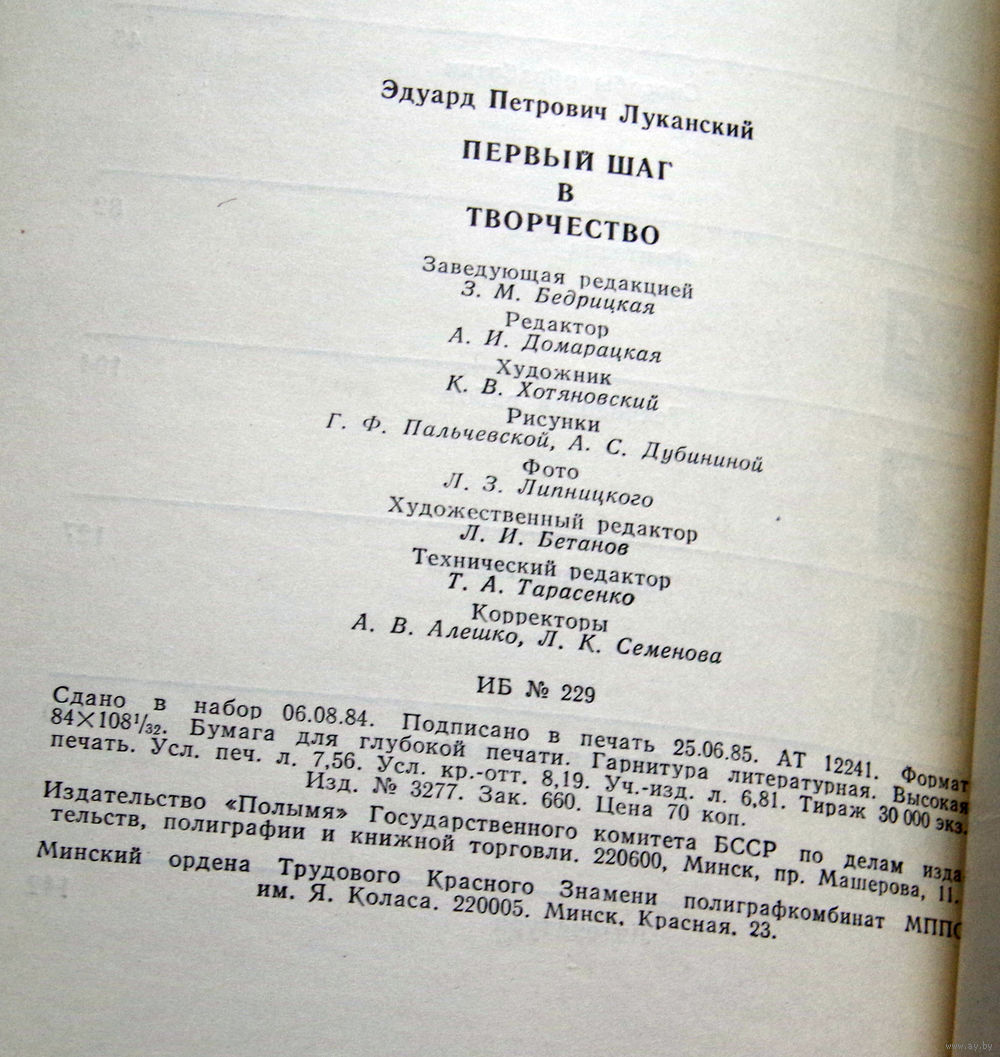 Эдуард Петрович Луканский
ПЕРВЫЙ ШАГ
В
ТВОРЧЕСТВО
Заведующая редакцией
З. М. Бедрицкая
Редактор
А. И. Домарацкая
Художник
К. В. Хотяновский
Рисунки
Г. Ф. Пальчевской, А. С. Дубининой
Фото
Л. З. Липницкого
Художественный редактор
Л. И. Бетанов
Технический редактор
Т. А. Тарасенко
Корректоры
А. В. Алешко, Л. К. Семенова
ИБ № 229
Сдано в набор 06.08.84. Подписано в печать 25.06.85. АТ 12241. Формат
84×108¹/₃₂. Бумага для глубокой печати. Гарнитура литературная. Высокая
печать. Усл. печ. л. 7,56. Усл. кр.-отт. 8,19. Уч.-изд. л. 6,81. Тираж 30 000 экз.
Изд. № 3277. Зак. 660. Цена 70 коп.
Издательство «Полымя» Государственного комитета БССР по делам изда-
тельств, полиграфии и книжной торговли. 220600, Минск, пр. Машерова, 11.
Минский ордена Трудового Красного Знамени полиграфкомбинат МППО
им. Я. Коласа. 220005. Минск, Красная, 23.
www.ay.by